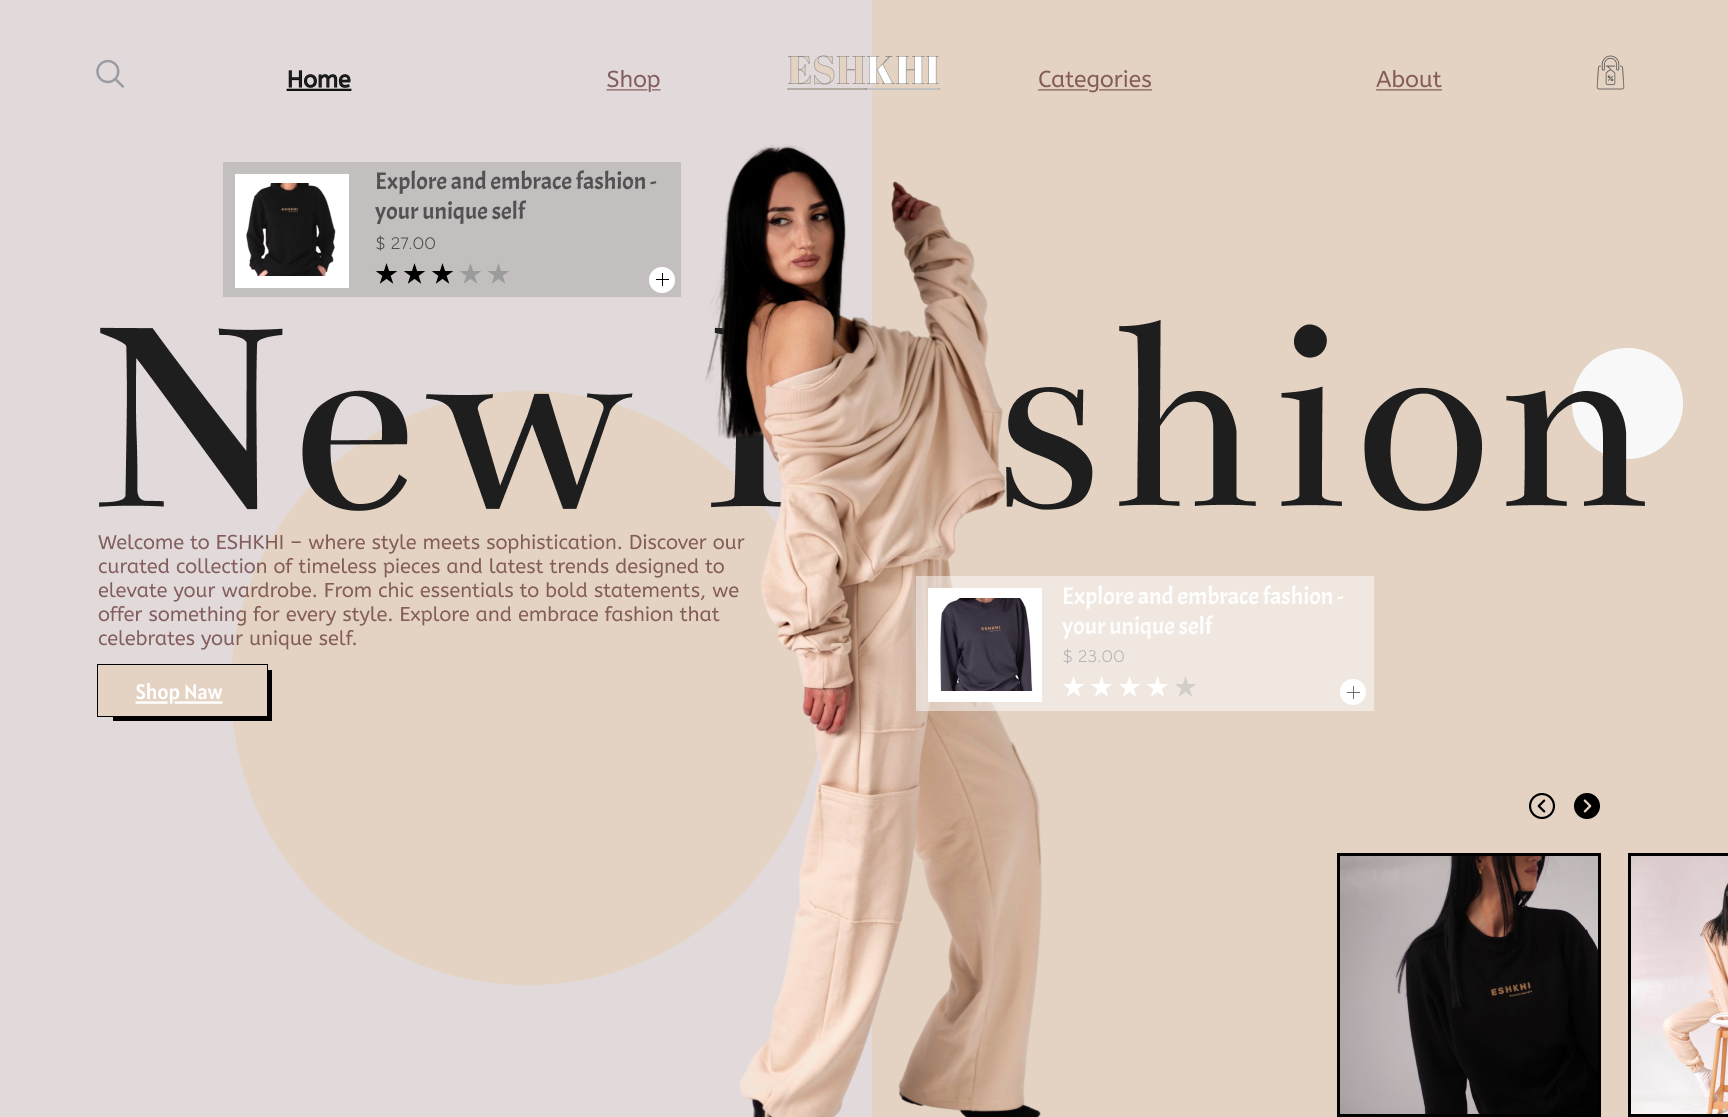 Home
Shop
ESHKHI
Categories
About
%
Explore and embrace fashion -
your unique self
$ 27.00
ESHKHI
New F shion
Welcome to ESHKHI – where style meets sophistication. Discover our
curated collection of timeless pieces and latest trends designed to
elevate your wardrobe. From chic essentials to bold statements, we
offer something for every style. Explore and embrace fashion that
celebrates your unique self.
Shop Naw
Explore and embrace fashion -
your unique self
$ 23.00
ESHKHI
ESHKHI